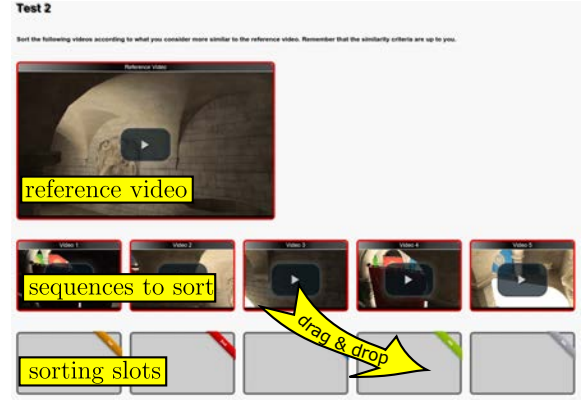 Test 2
Sort the following videos according to what you consider more similar to the reference video. Remember that the similarity criteria are up to you.
Reference Video
reference video
Video 1
Video 2
Video 3
Video 4
Video 5
sequences to sort
drag & drop
sorting slots